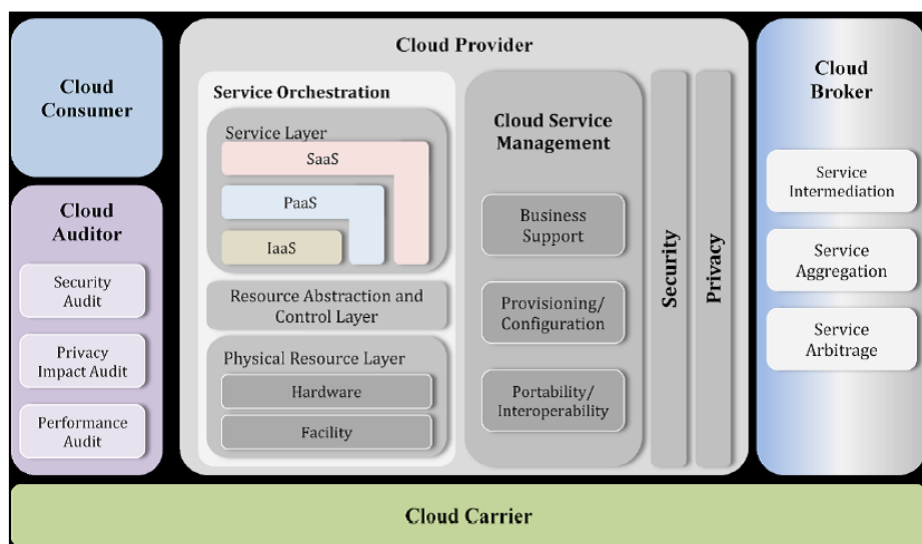 Cloud
Consumer
Cloud
Auditor
Security
Audit
Privacy
Impact Audit
Performance
Audit
Cloud Provider
Service Orchestration
Service Layer
SaaS
PaaS
IaaS
Resource Abstraction and
Control Layer
Physical Resource Layer
Hardware
Facility
Cloud Service
Management
Business
Support
Provisioning/
Configuration
Portability/
Interoperability
Security
Privacy
Cloud
Broker
Service
Intermediation
Service
Aggregation
Service
Arbitrage
Cloud Carrier